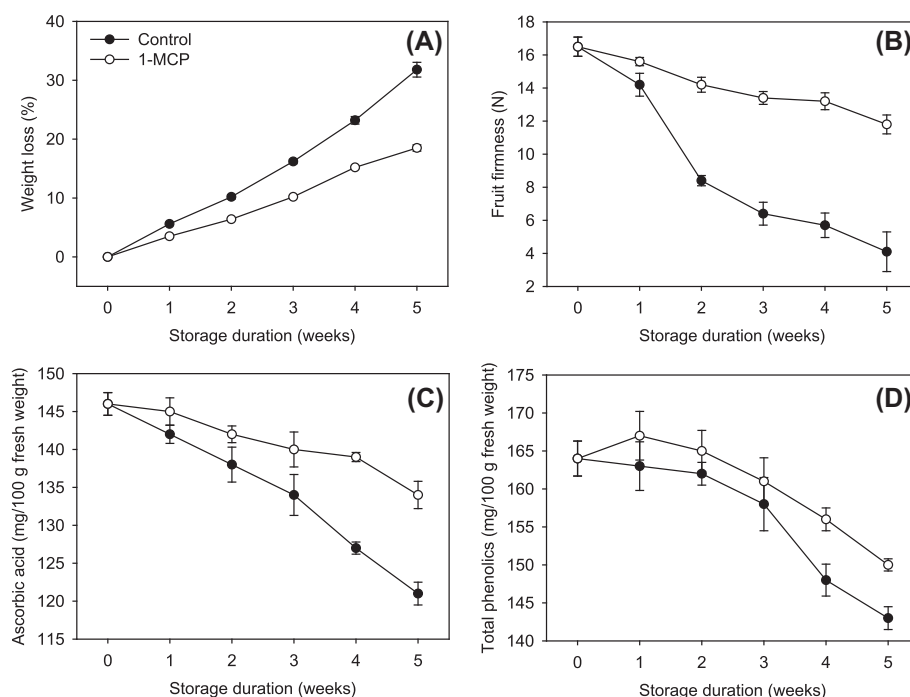 (A)
Control
1-MCP
40
30
20
10
0
Weight loss (%)
0 1 2 3 4 5
Storage duration (weeks)
(B)
18
16
14
12
10
8
6
4
2
Fruit firmness (N)
0 1 2 3 4 5
Storage duration (weeks)
(C)
150
145
140
135
130
125
120
115
Ascorbic acid (mg/100 g fresh weight)
0 1 2 3 4 5
Storage duration (weeks)
(D)
175
170
165
160
155
150
145
140
Total phenolics (mg/100 g fresh weight)
0 1 2 3 4 5
Storage duration (weeks)